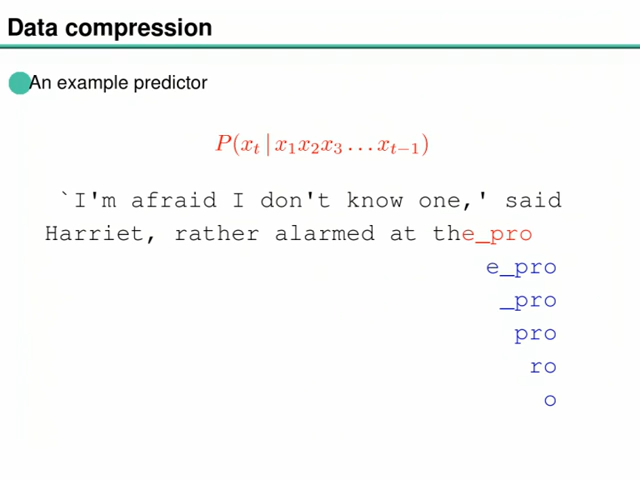 Data compression
An example predictor
P(x_t | x_1x_2x_3 ... x_{t−1})
`I'm afraid I don't know one,' said
Harriet, rather alarmed at the_pro
e_pro
_pro
pro
ro
o